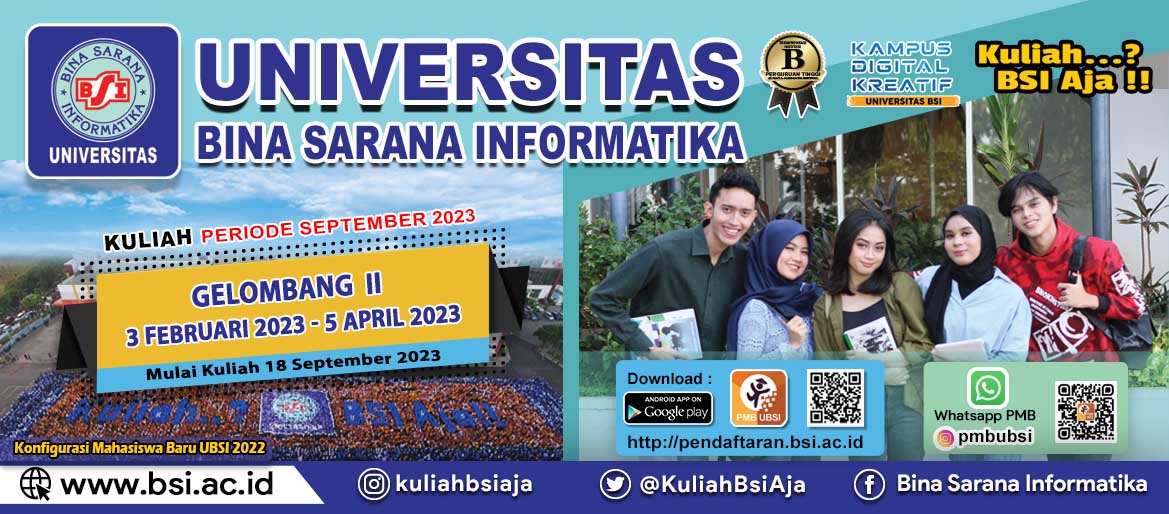 BINA SARANA
BSI
INFORMATIKA
UNIVERSITAS
UNIVERSITAS
BINA SARANA INFORMATIKA
B
PERGURUAN TINGGI
KAMPUS
DIGITAL
KREATIF
UNIVERSITAS BSI
Kuliah...?
BSI Aja !!
KULIAH PERIODE SEPTEMBER 2023
GELOMBANG II
3 FEBRUARI 2023 - 5 APRIL 2023
Mulai Kuliah 18 September 2023
Konfigurasi Mahasiswa Baru UBSI 2022
Download :
ANDROID APP ON
Google play
PMB UBSI
http://pendaftaran.bsi.ac.id
Whatsapp PMB
pmbubsi
www.bsi.ac.id
kuliahbsiaja
@KuliahBsiAja
Bina Sarana Informatika